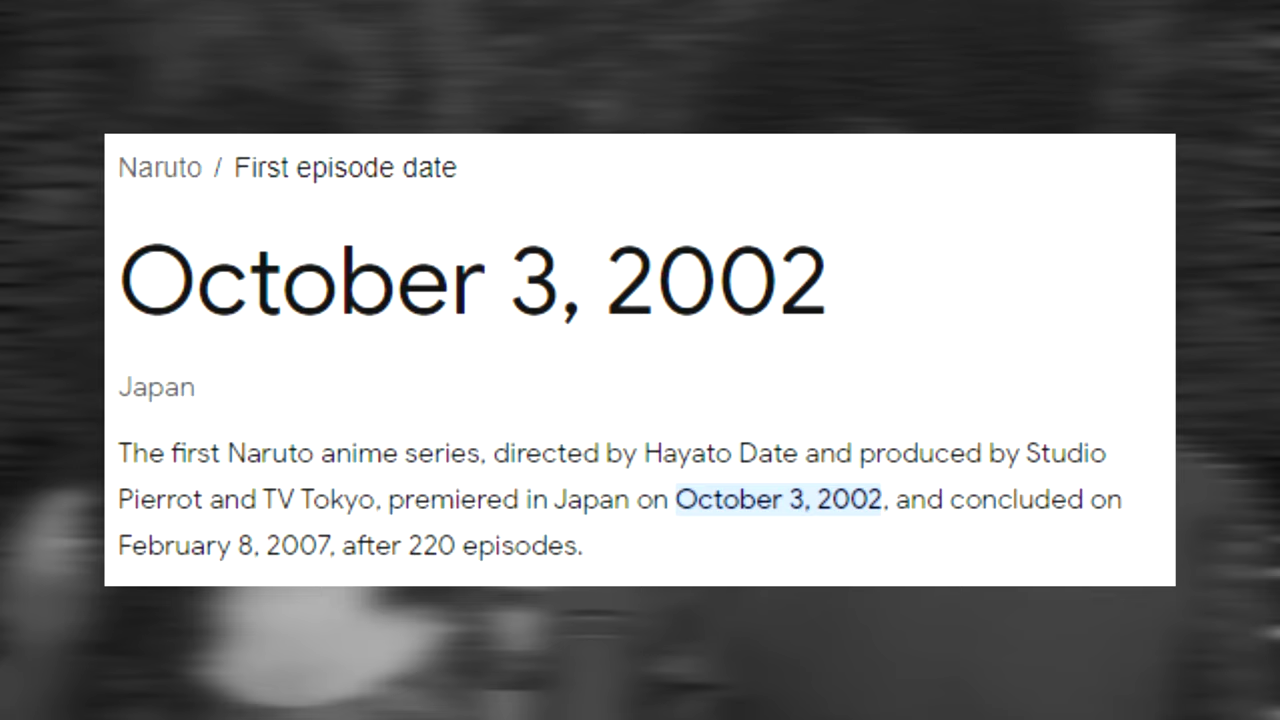 Naruto / First episode date
October 3, 2002
Japan
The first Naruto anime series, directed by Hayato Date and produced by Studio
Pierrot and TV Tokyo, premiered in Japan on October 3, 2002, and concluded on
February 8, 2007, after 220 episodes.